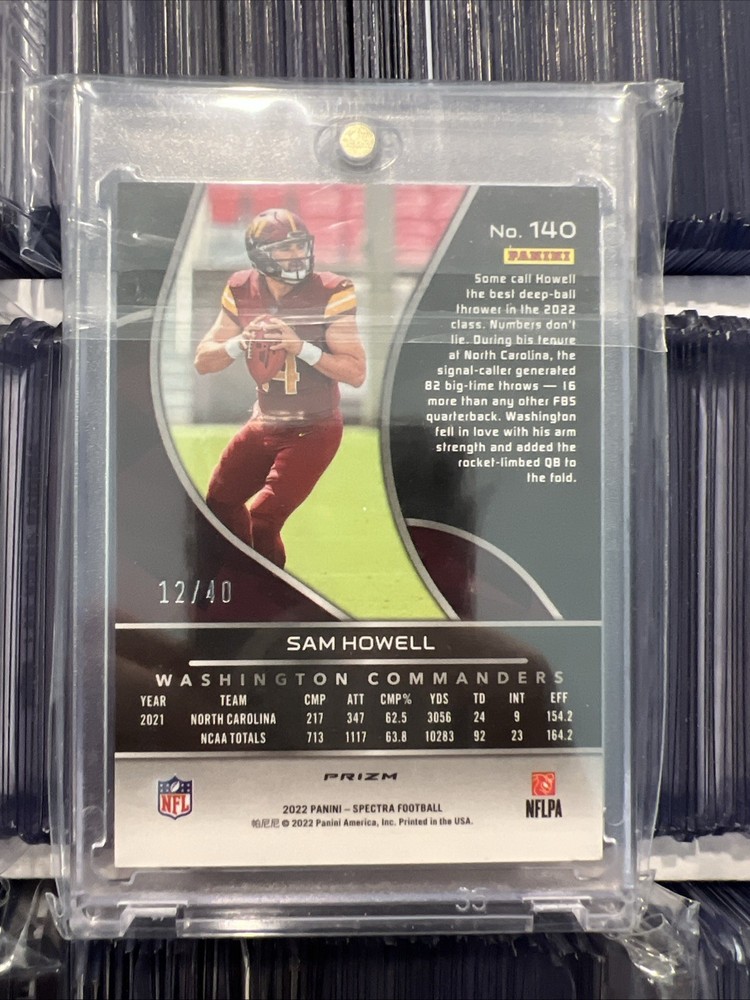 No. 140
PANINI
Some call Howell
the best deep-ball
thrower in the 2022
class. Numbers don't
lie. During his tenure
at North Carolina, the
signal-caller generated
82 big-time throws — 16
more than any other FBS
quarterback. Washington
fell in love with his arm
strength and added the
rocket-limbed QB to
the fold.
4
12/40
SAM HOWELL
WASHINGTON COMMANDERS
YEAR TEAM CMP ATT CMP% YDS TD INT EFF
2021 NORTH CAROLINA 217 347 62.5 3056 24 9 154.2
NCAA TOTALS 713 1117 63.8 10283 92 23 164.2
PRIZM
NFL
NFLPA
2022 PANINI – SPECTRA FOOTBALL
帕尼尼 © 2022 Panini America, Inc. Printed in the USA.